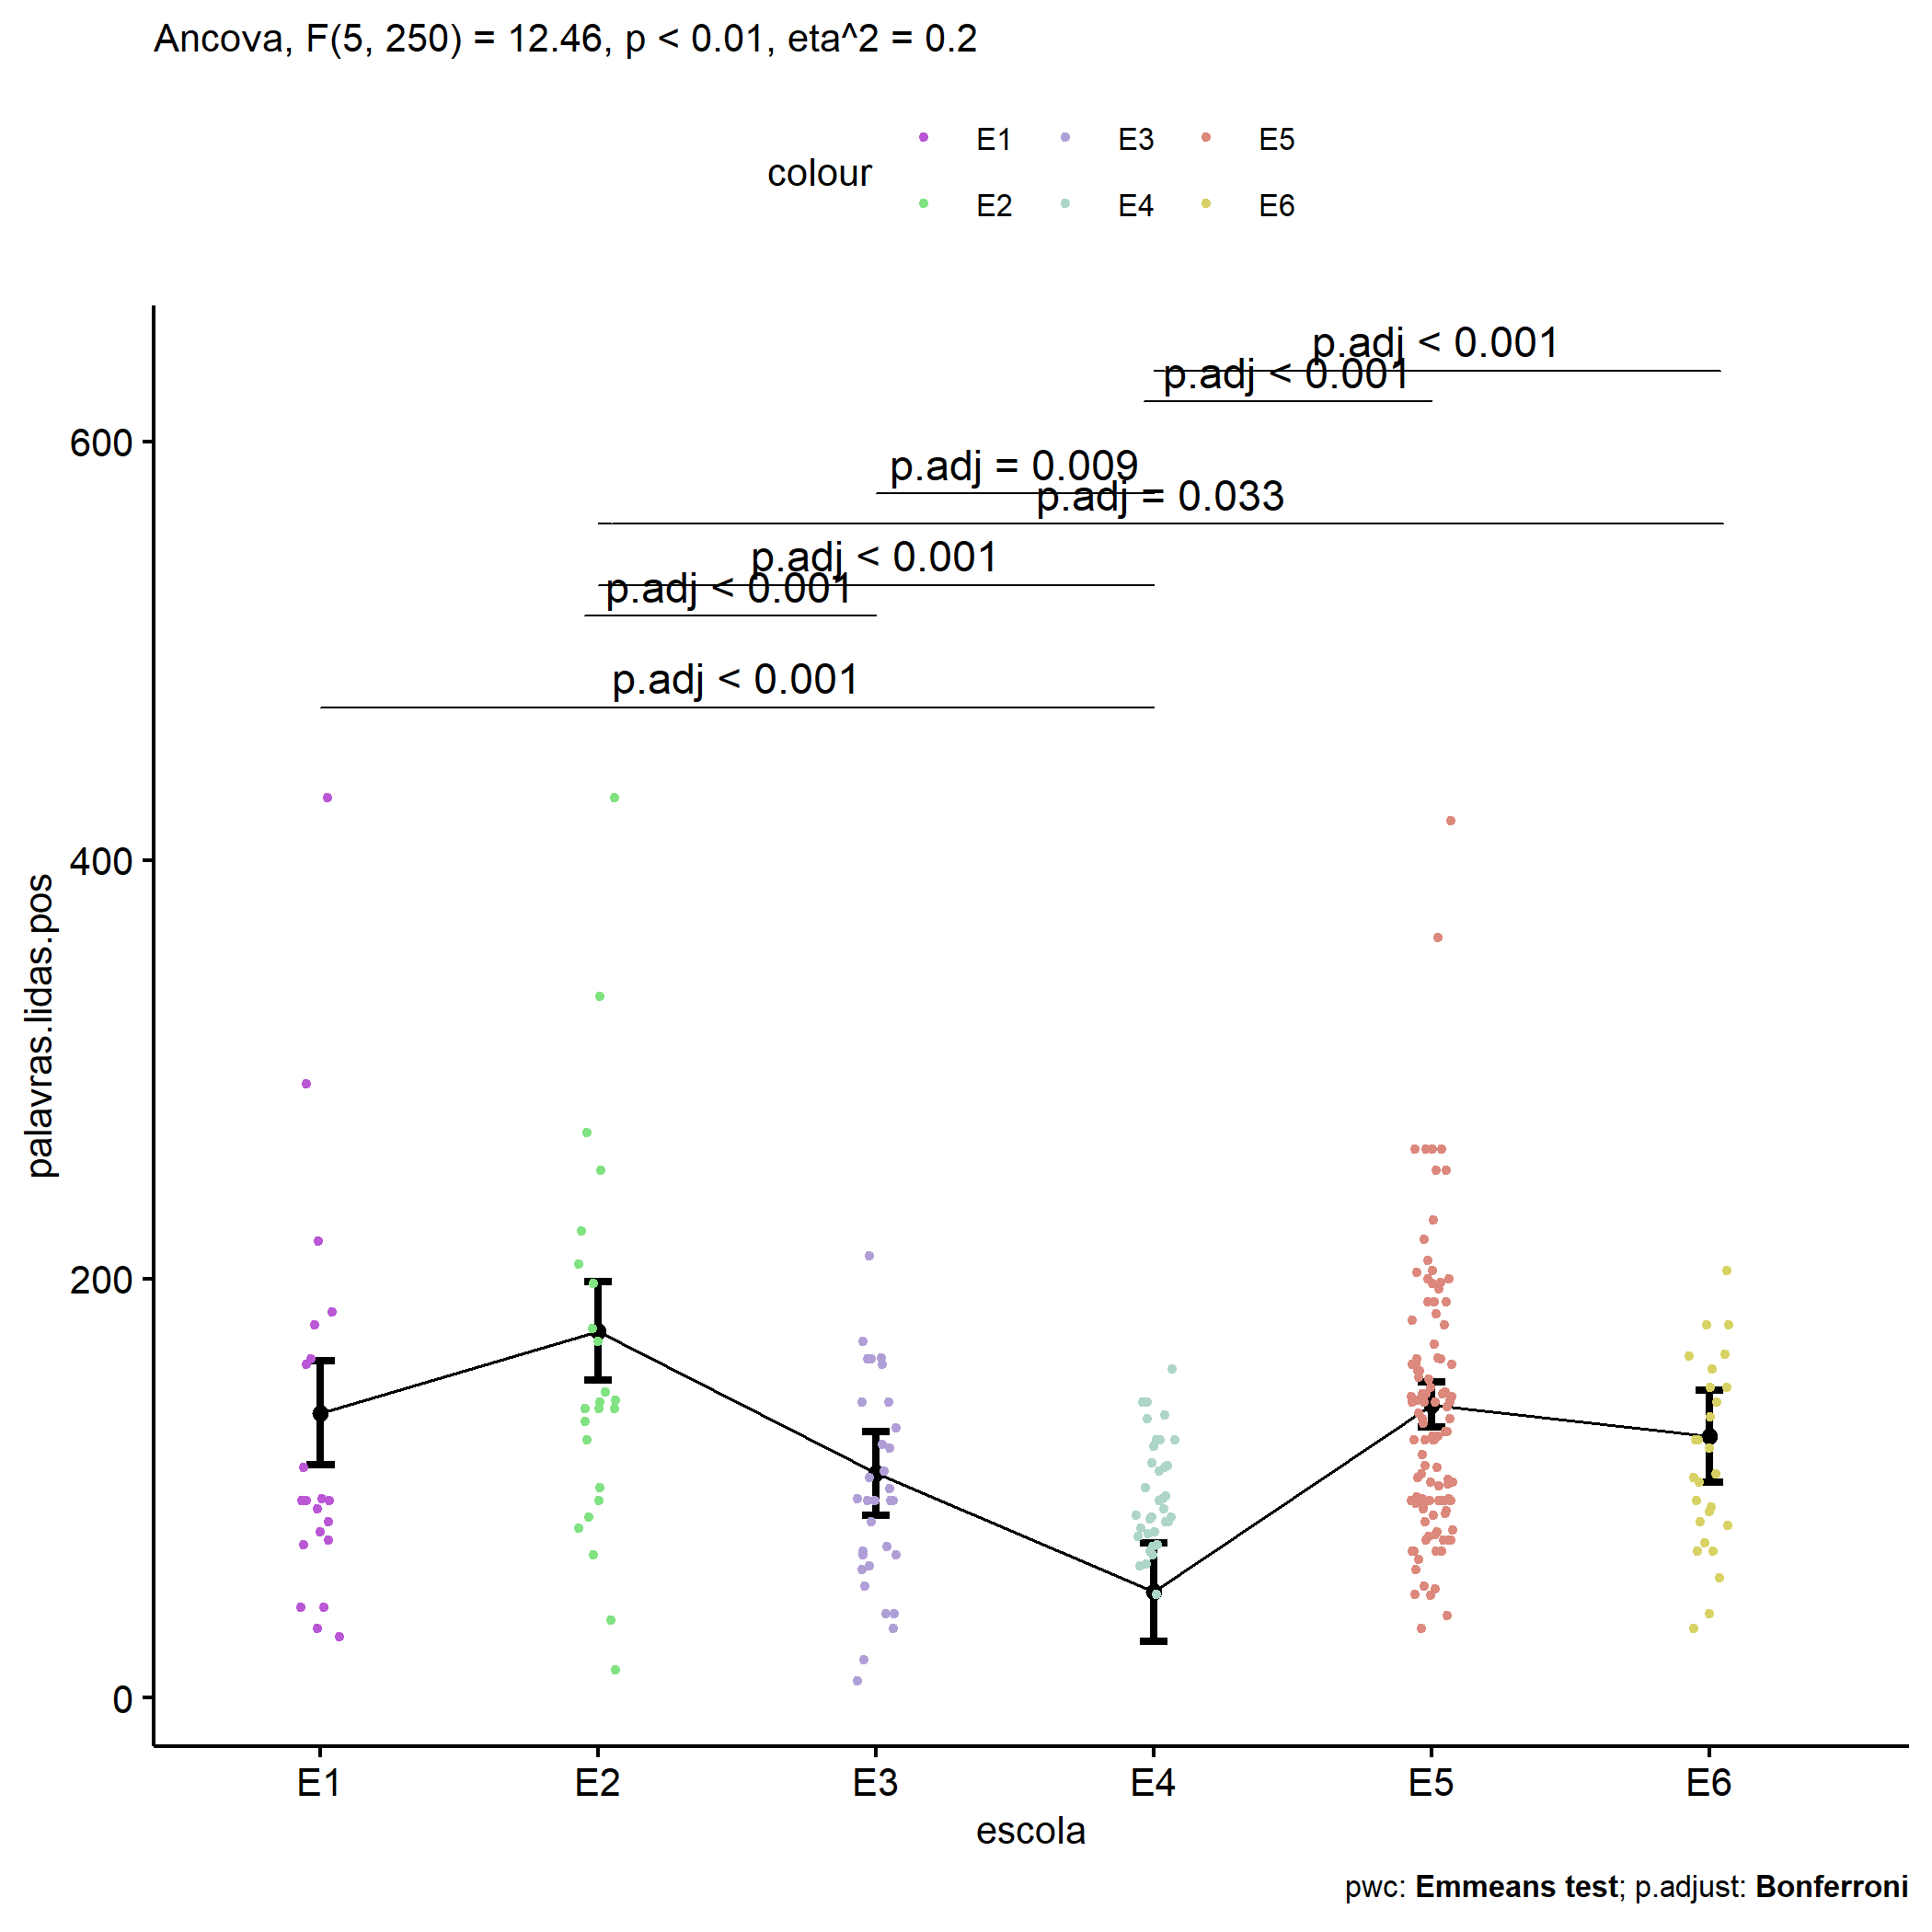 Ancova, F(5, 250) = 12.46, p < 0.01, eta^2 = 0.2
colour
E1 E3 E5
E2 E4 E6
p.adj < 0.001
p.adj < 0.001
p.adj = 0.009
p.adj = 0.033
p.adj < 0.001
p.adj < 0.001
p.adj < 0.001
600
400
200
0
palavras.lidas.pos
E1 E2 E3 E4 E5 E6
escola
pwc: Emmeans test; p.adjust: Bonferroni